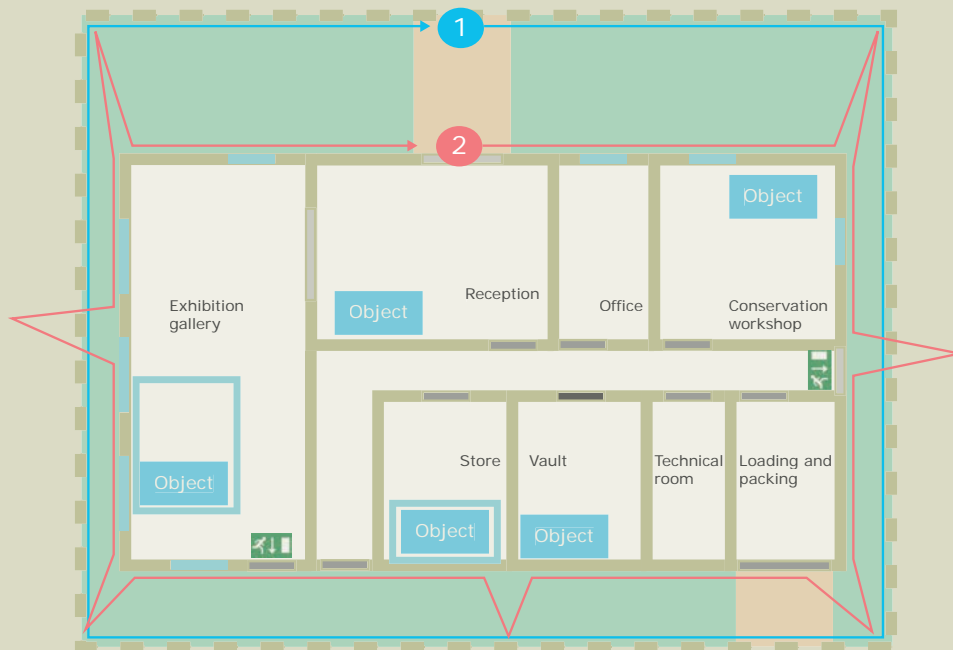 1
2
Object
Reception
Exhibition
gallery
Object
Office
Conservation
workshop
Store
Vault
Technical
room
Loading and
packing
Object
Object
Object